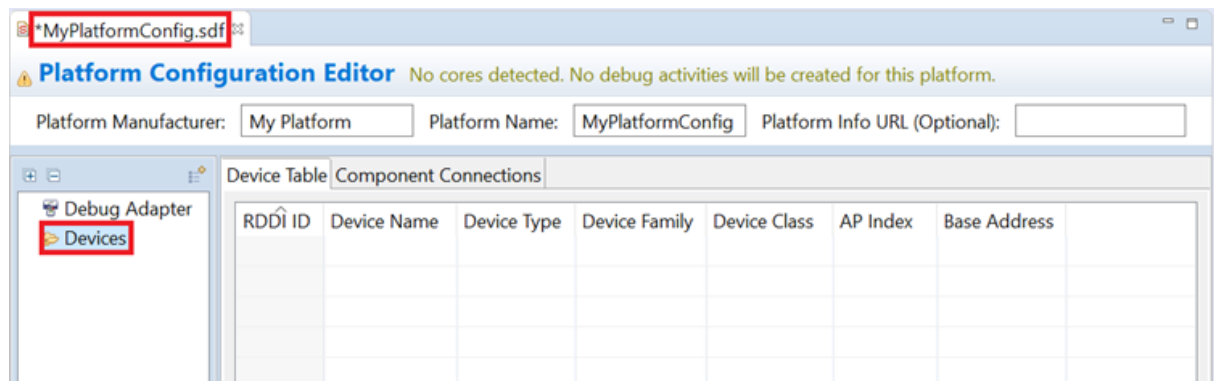 *MyPlatformConfig.sdf
Platform Configuration Editor No cores detected. No debug activities will be created for this platform.
Platform Manufacturer: My Platform Platform Name: MyPlatformConfig Platform Info URL (Optional):
Device Table Component Connections
Debug Adapter
Devices
RDDI ID Device Name Device Type Device Family Device Class AP Index Base Address